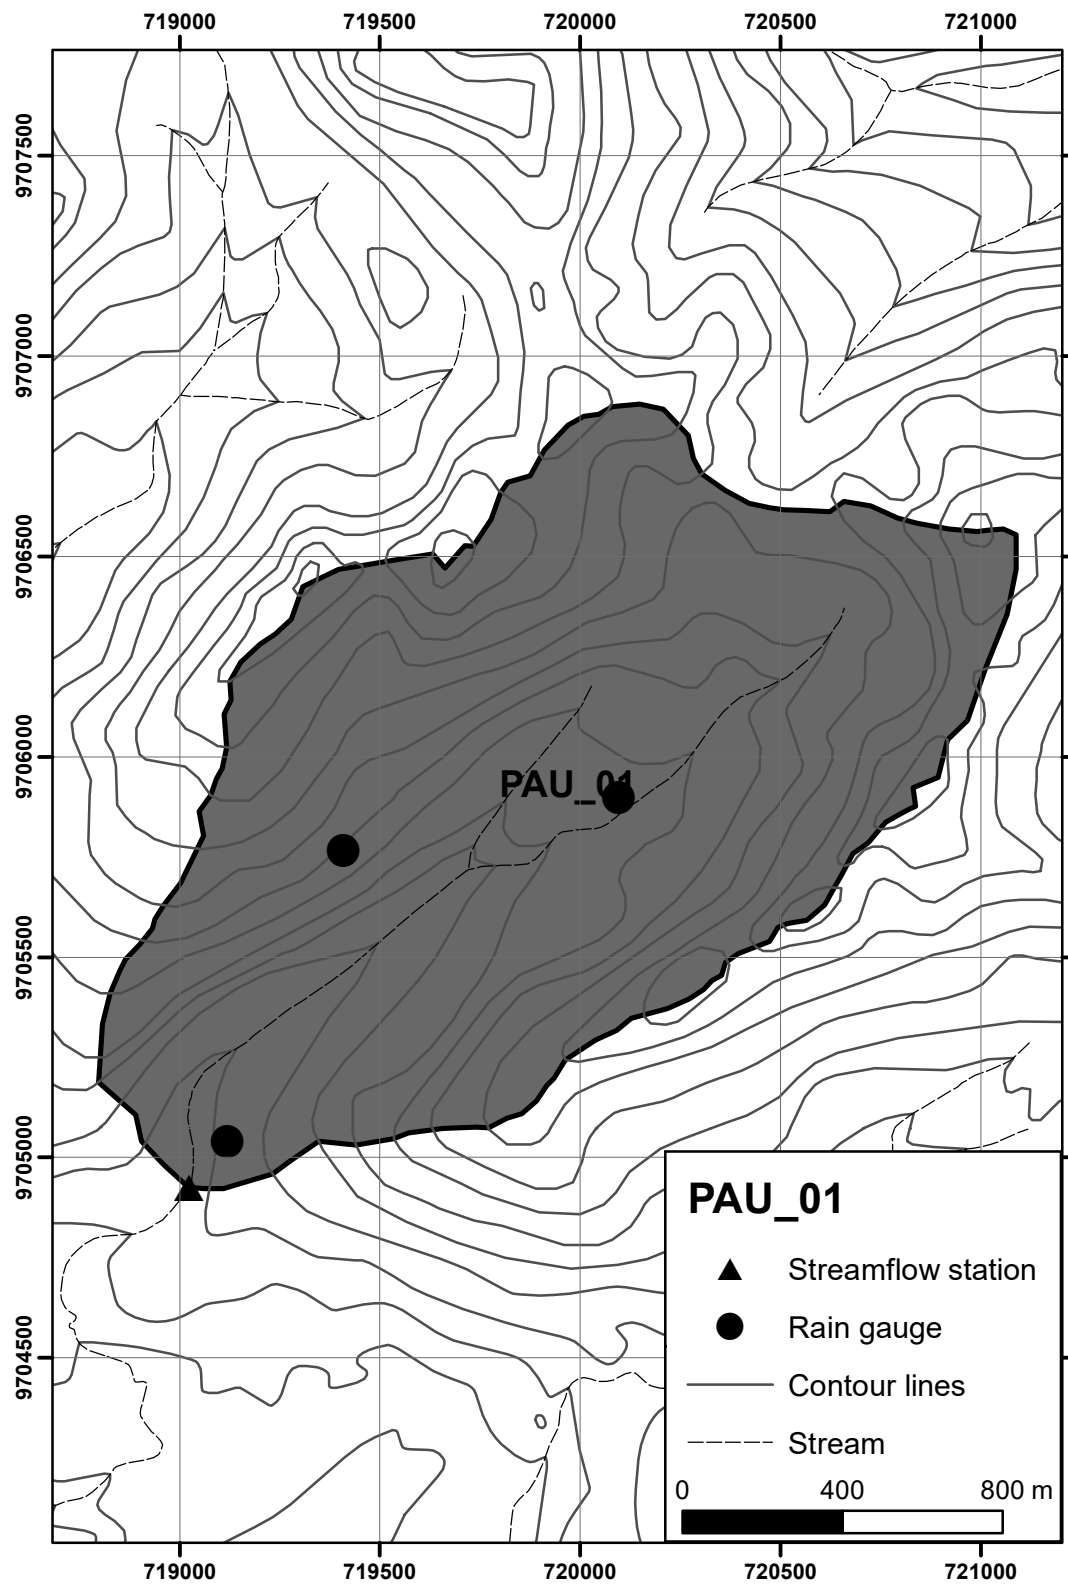 719000 719500 720000 720500 721000
9707500
9707000
9706500
9706000
9705500
9705000
9704500
PAU_01
PAU_01
Streamflow station
Rain gauge
Contour lines
Stream
0 400 800 m
719000 719500 720000 720500 721000